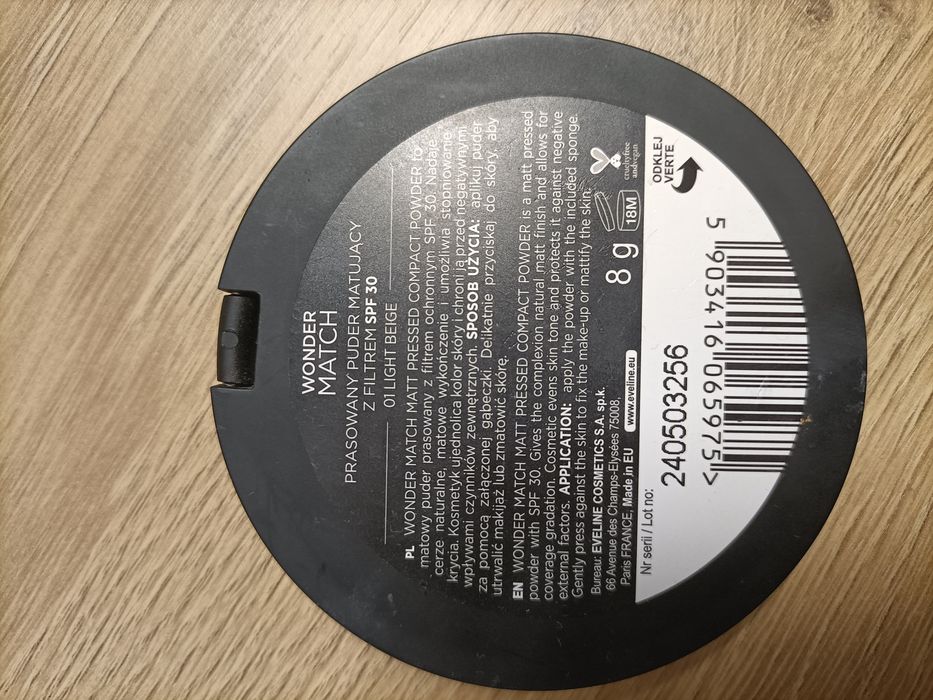 WONDER
MATCH
PRASOWANY PUDER MATUJĄCY
Z FILTREM SPF 30
01 LIGHT BEIGE
PL WONDER MATCH MATT PRESSED COMPACT POWDER to
matowy puder prasowany z filtrem ochronnym SPF 30. Nadaje
cerze naturalne, matowe wykończenie i umożliwia stopniowanie
krycia. Kosmetyk ujednolica kolor skóry i chroni ją przed negatywnym
wpływami czynników zewnętrznych. SPOSÓB UŻYCIA: aplikuj puder
za pomocą załączonej gąbeczki. Delikatnie przyciskaj do skóry, aby
utrwalić makijaż lub zmatowić skórę.
EN WONDER MATCH MATT PRESSED COMPACT POWDER is a matt pressed
powder with SPF 30. Gives the complexion natural matt finish and allows for
coverage gradation. Cosmetic evens skin tone and protects it against negative
external factors. APPLICATION: apply the powder with the included sponge.
Gently press against the skin to fix the make-up or mattify the skin.
Bureau: EVELINE COSMETICS S.A. sp.k.
66 Avenue des Champs-Elysées 75008,
Paris FRANCE, Made in EU
www.eveline.eu
8 g
18M
crueltyfree
andvegan
Nr serii / Lot no:
240503256
ODKLEJ
VERTE
5 903416 065975 >